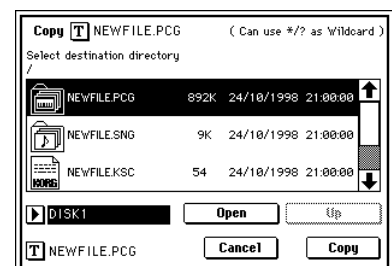 Copy T NEWFILE.PCG ( Can use */? as Wildcard )
Select destination directory
/
NEWFILE.PCG 892K 24/10/1998 21:00:00
NEWFILE.SNG 9K 24/10/1998 21:00:00
KORG NEWFILE.KSC 54 24/10/1998 21:00:00
DISK1 Open Up
T NEWFILE.PCG Cancel Copy